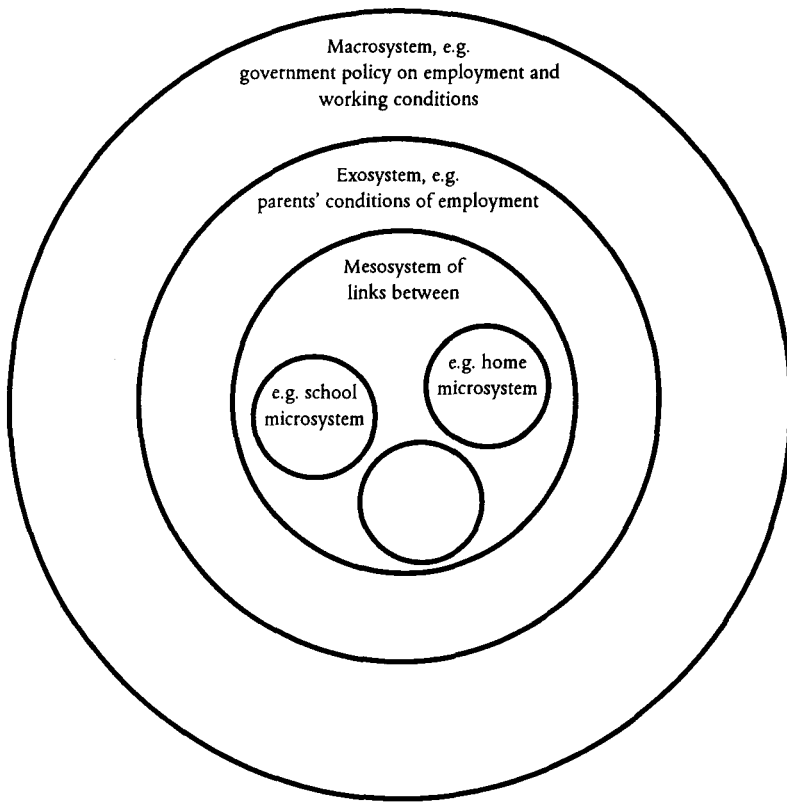 Macrosystem, e.g.
government policy on employment and
working conditions
Exosystem, e.g.
parents' conditions of employment
Mesosystem of
links between
e.g. school
microsystem
e.g. home
microsystem